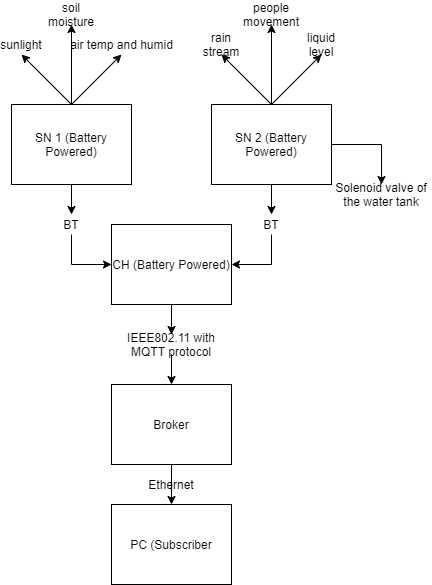 soil
moisture
sunlight
air temp and humid
people
movement
rain
stream
liquid
level
SN 1 (Battery
Powered)
SN 2 (Battery
Powered)
Solenoid valve of
the water tank
BT
BT
CH (Battery Powered)
IEEE802.11 with
MQTT protocol
Broker
Ethernet
PC (Subscriber